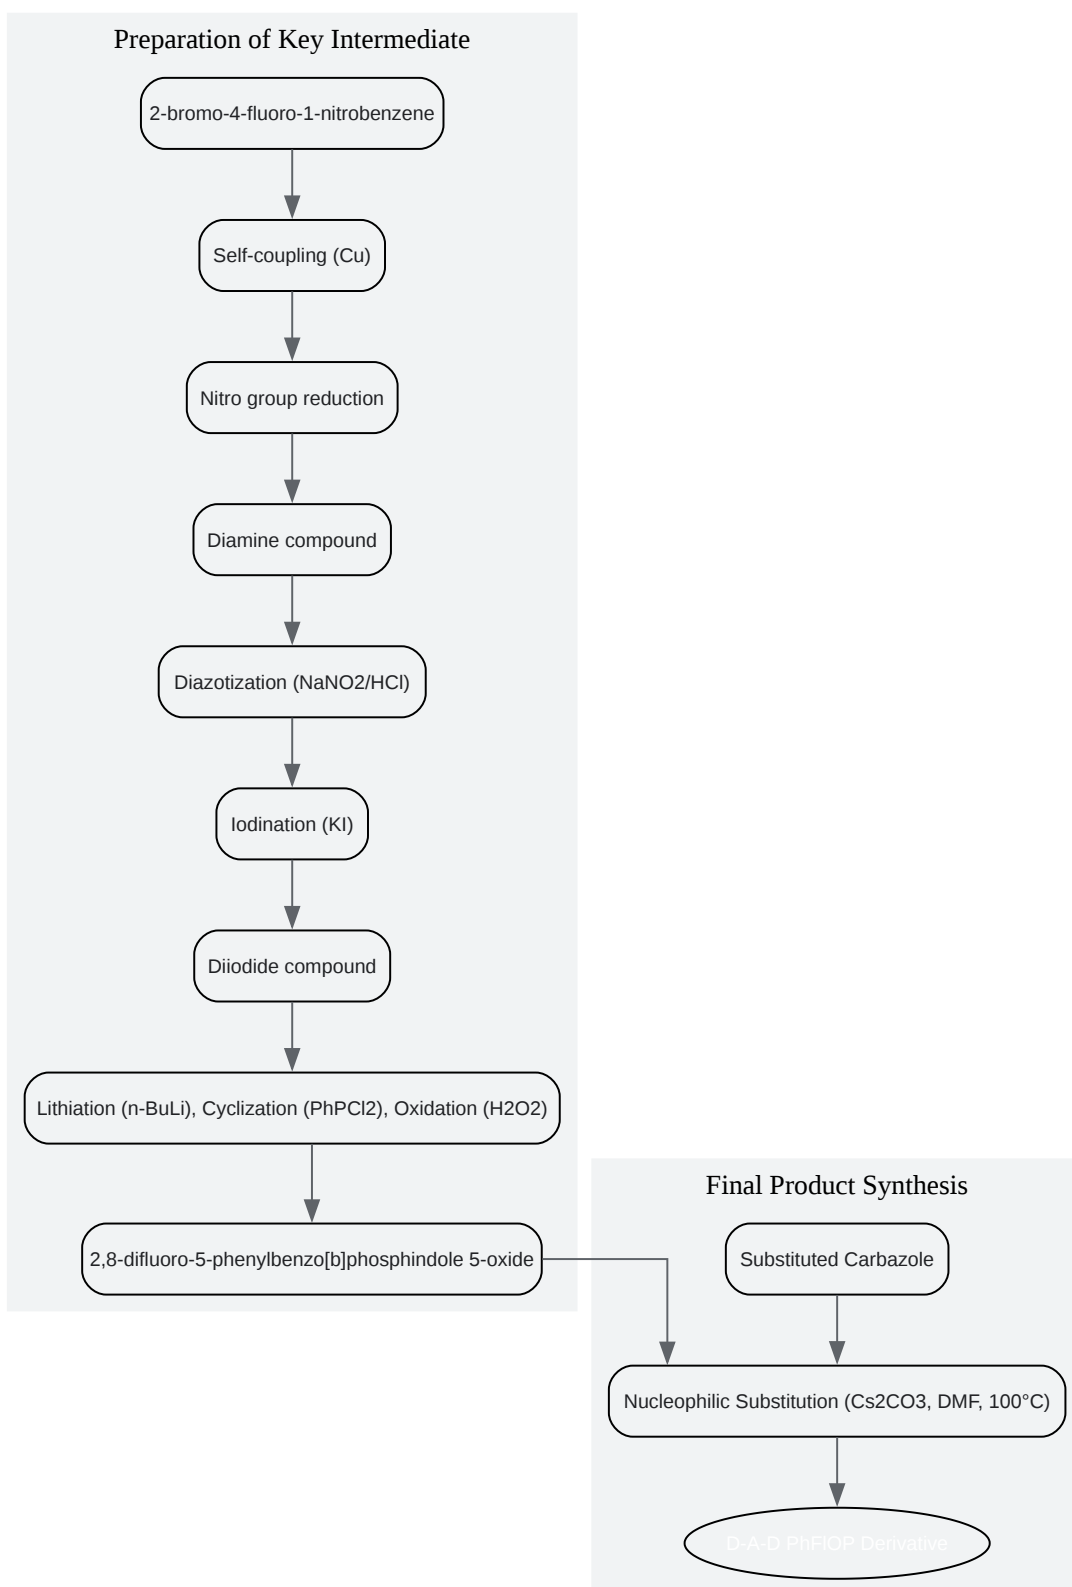 Preparation of Key Intermediate
2-bromo-4-fluoro-1-nitrobenzene
Self-coupling (Cu)
Nitro group reduction
Diamine compound
Diazotization (NaNO2/HCl)
Iodination (KI)
Diiodide compound
Lithiation (n-BuLi), Cyclization (PhPCl2), Oxidation (H2O2)
2,8-difluoro-5-phenylbenzo[b]phosphindole 5-oxide
Final Product Synthesis
Substituted Carbazole
Nucleophilic Substitution (Cs2CO3, DMF, 100°C)
D-A-D PhFlOP Derivative